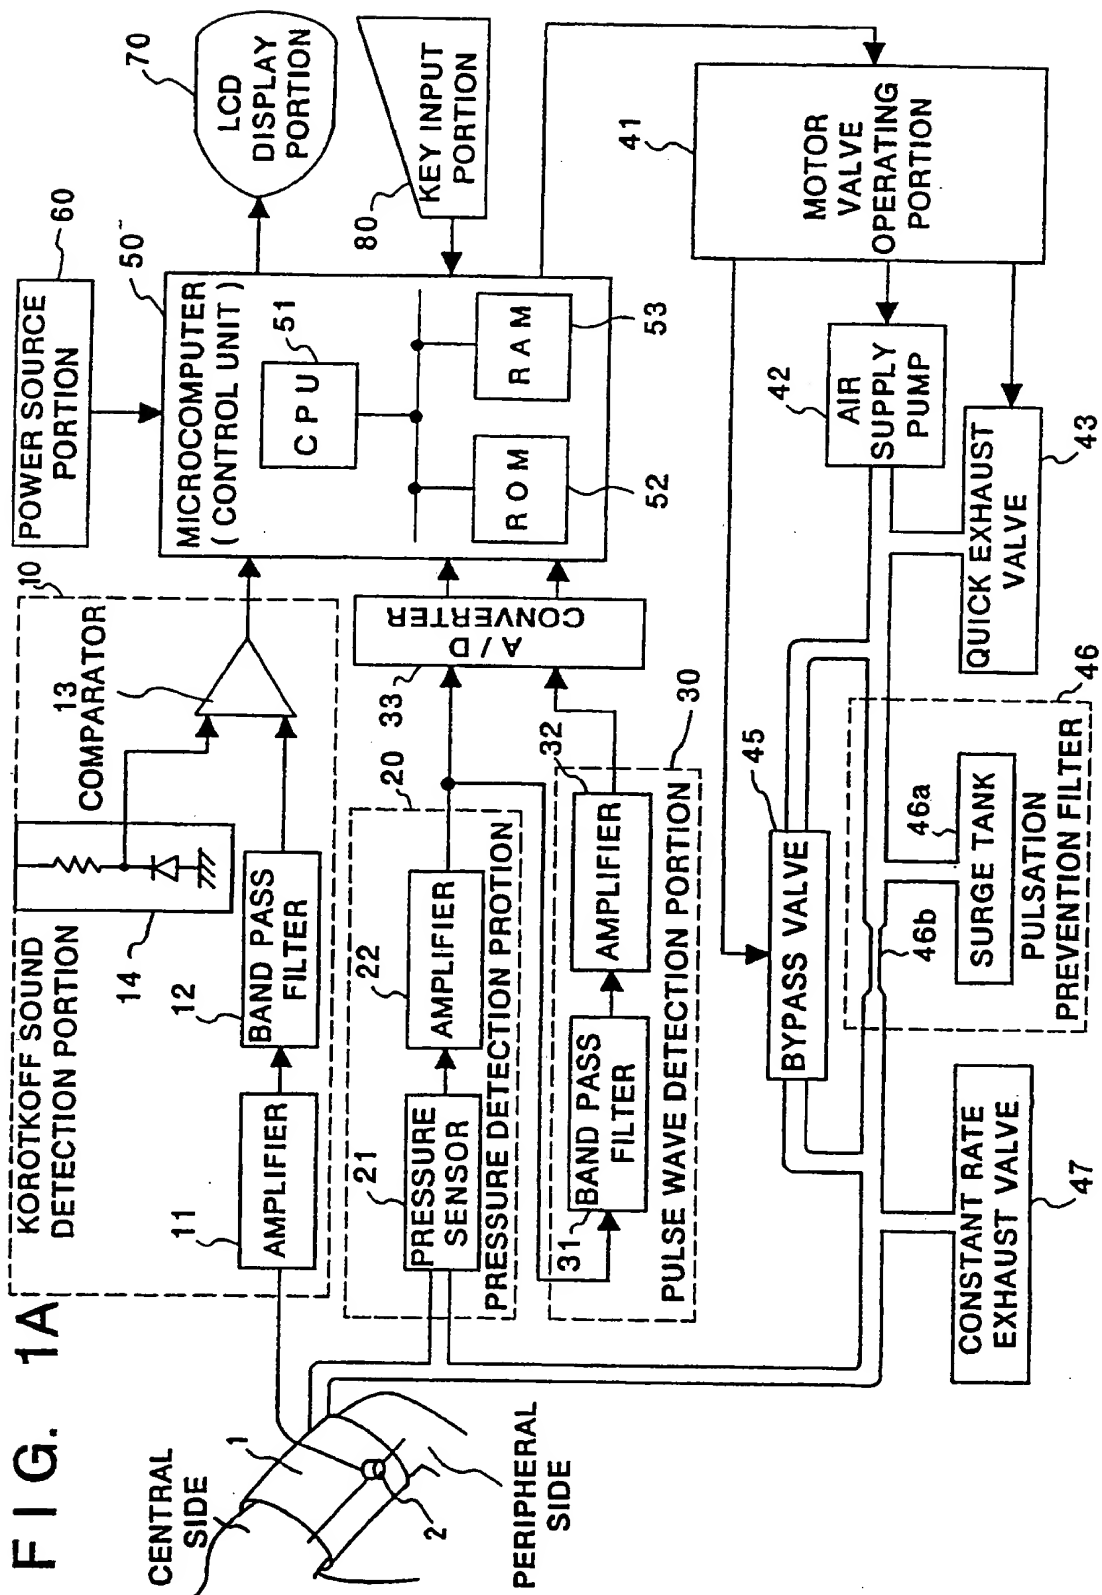 FIG. 1A
CENTRAL
SIDE
1
2
PERIPHERAL
SIDE
KOROTKOFF SOUND
DETECTION PORTION
10
11
AMPLIFIER
12
BAND PASS
FILTER
13
COMPARATOR
14
20
21
PRESSURE
SENSOR
22
AMPLIFIER
PRESSURE DETECTION PROTION
30
31
BAND PASS
FILTER
32
AMPLIFIER
PULSE WAVE DETECTION PORTION
33
A/D
CONVERTER
POWER SOURCE
PORTION
60
50
MICROCOMPUTER
( CONTROL UNIT )
51
CPU
52
ROM
53
RAM
70
LCD
DISPLAY
PORTION
80
KEY INPUT
PORTION
41
MOTOR
VALVE
OPERATING
PORTION
42
AIR
SUPPLY
PUMP
43
QUICK EXHAUST
VALVE
45
BYPASS VALVE
46
46a
SURGE TANK
46b
PULSATION
PREVENTION FILTER
CONSTANT RATE
EXHAUST VALVE
47